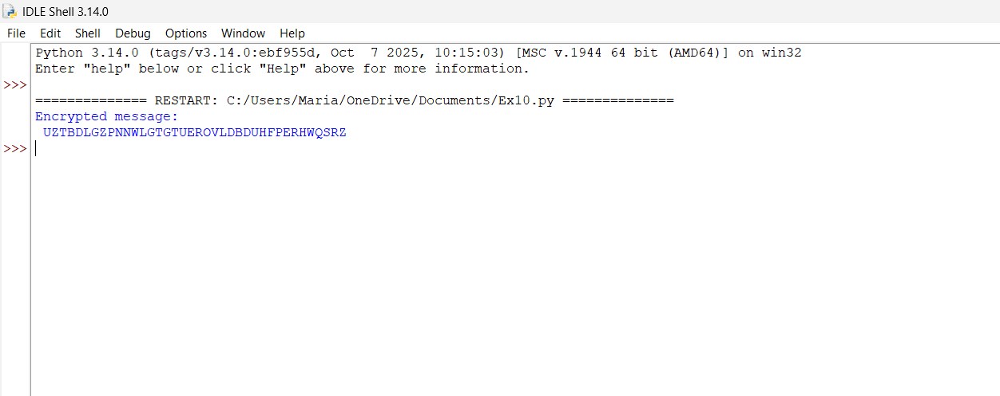 IDLE Shell 3.14.0
File Edit Shell Debug Options Window Help
Python 3.14.0 (tags/v3.14.0:ebf955d, Oct  7 2025, 10:15:03) [MSC v.1944 64 bit (AMD64)] on win32
Enter "help" below or click "Help" above for more information.
>>>
============== RESTART: C:/Users/Maria/OneDrive/Documents/Ex10.py ==============
Encrypted message:
 UZTBDLGZPNNWLGTGTUEROVLDBDUHFPERHWQSRZ
>>>